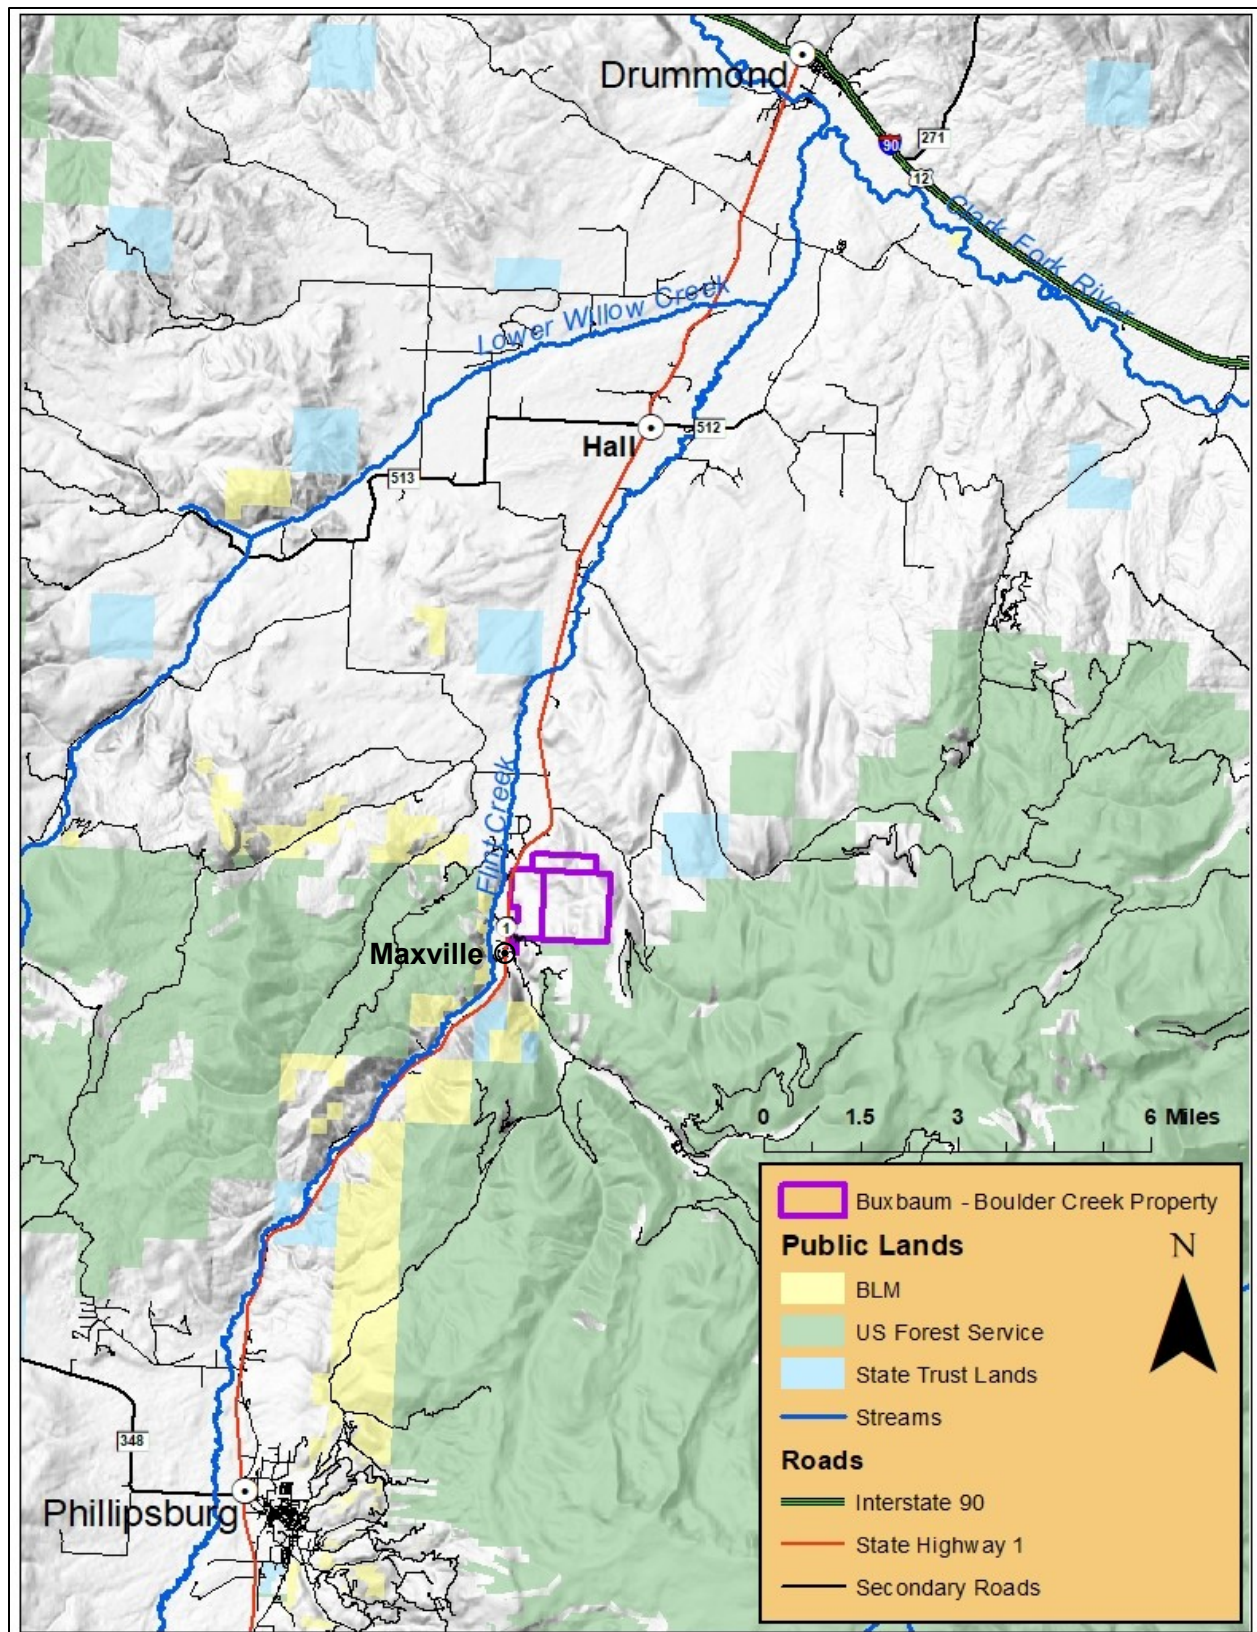 Drummond
90
271
12
Clark Fork River
Lower Willow Creek
Hall
512
513
Flint Creek
1
Maxville
0 1.5 3 6 Miles
Buxbaum - Boulder Creek Property
Public Lands
N
BLM
US Forest Service
State Trust Lands
Streams
Roads
Interstate 90
State Highway 1
Secondary Roads
348
Phillipsburg